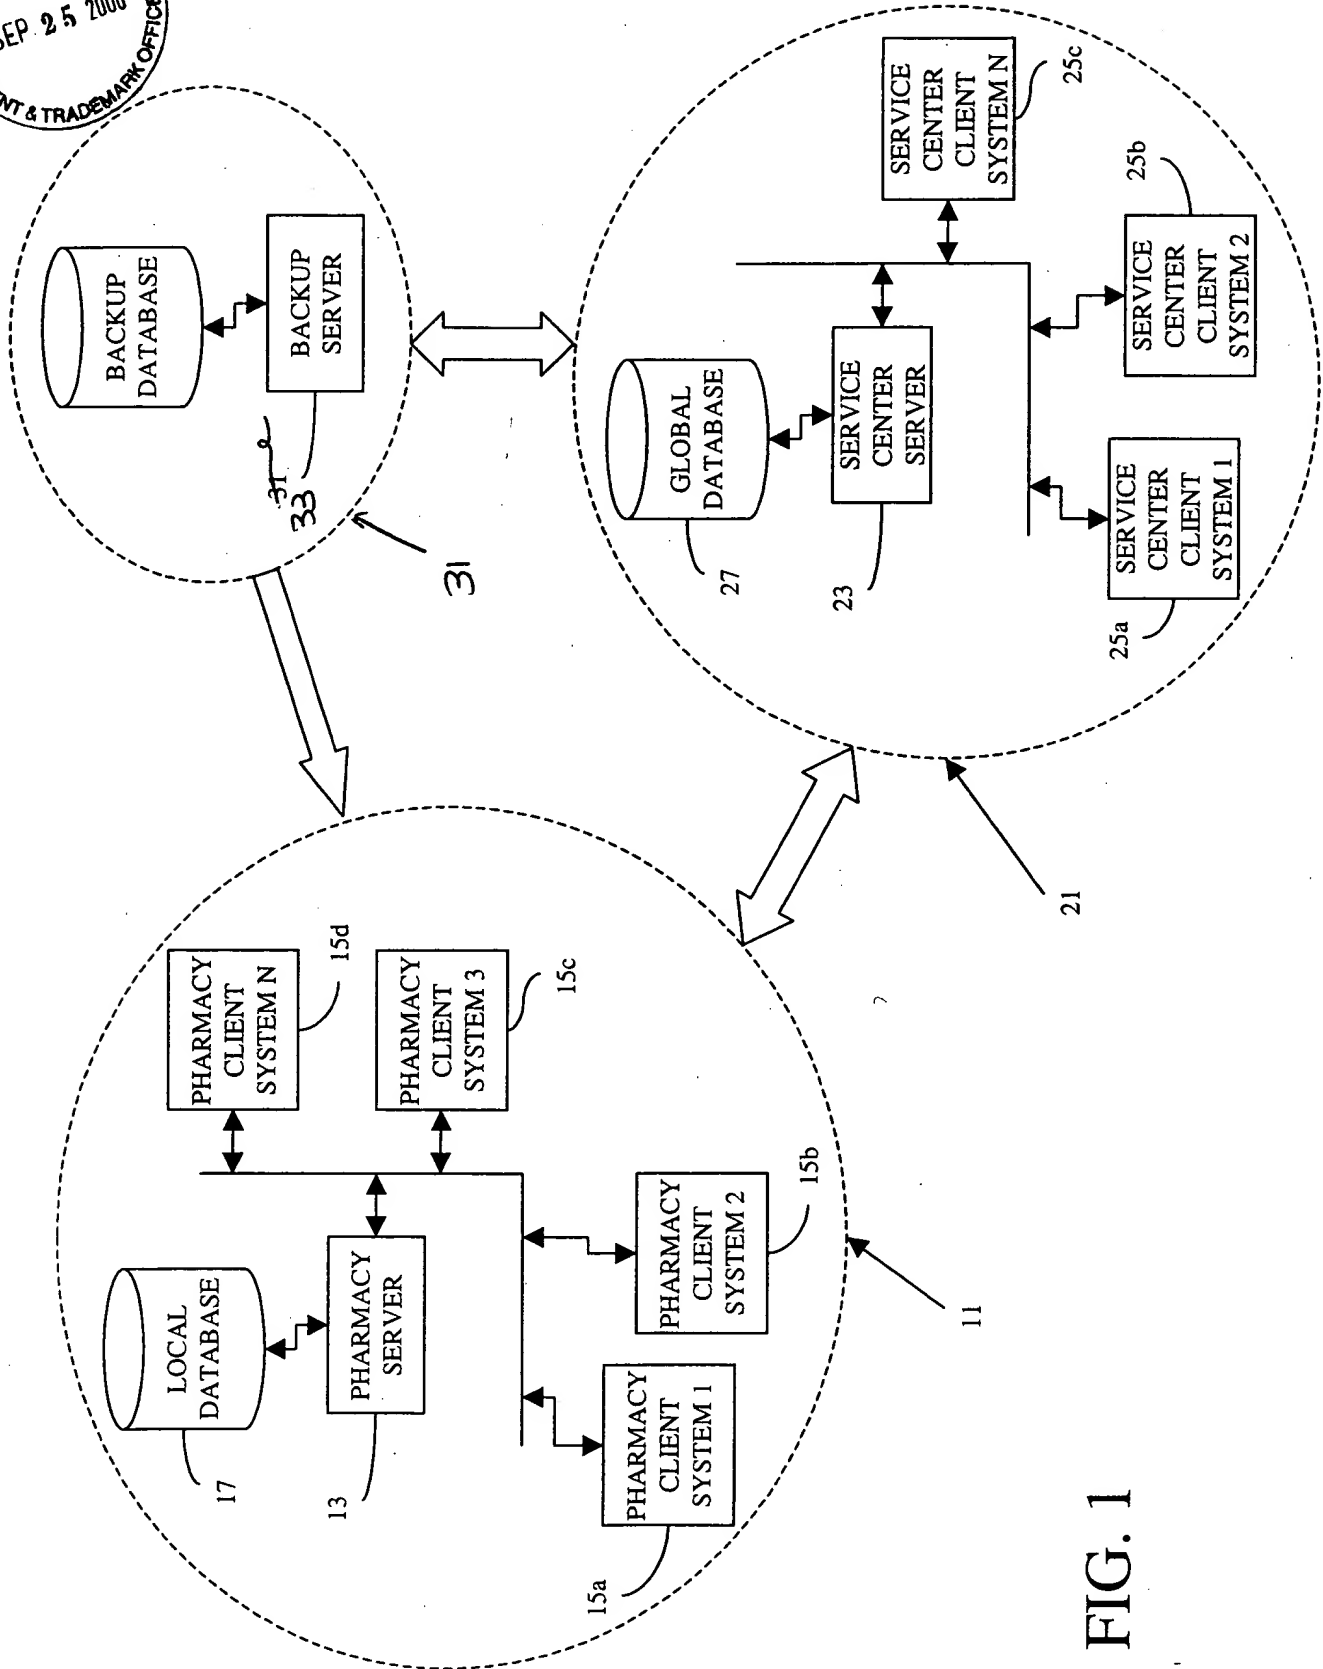 SEP. 25 2000
ENT & TRADEMARK OFFICE
BACKUP
DATABASE
BACKUP
SERVER
31
33
31
GLOBAL
DATABASE
27
SERVICE
CENTER
SERVER
23
SERVICE
CENTER
CLIENT
SYSTEM N
25c
SERVICE
CENTER
CLIENT
SYSTEM 2
25b
SERVICE
CENTER
CLIENT
SYSTEM 1
25a
21
LOCAL
DATABASE
17
PHARMACY
SERVER
13
PHARMACY
CLIENT
SYSTEM N
15d
PHARMACY
CLIENT
SYSTEM 3
15c
PHARMACY
CLIENT
SYSTEM 2
15b
PHARMACY
CLIENT
SYSTEM 1
15a
11
FIG. 1